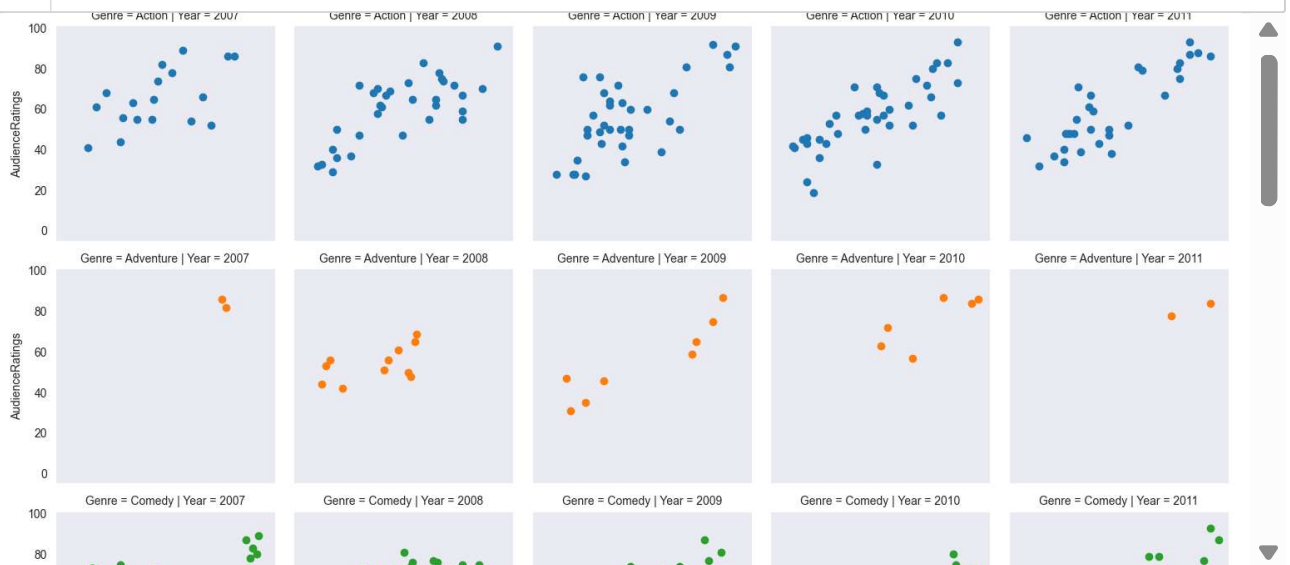 Genre = Action | Year = 2007
Genre = Action | Year = 2008
Genre = Action | Year = 2009
Genre = Action | Year = 2010
Genre = Action | Year = 2011
100
80
60
40
20
0
AudienceRatings
Genre = Adventure | Year = 2007
Genre = Adventure | Year = 2008
Genre = Adventure | Year = 2009
Genre = Adventure | Year = 2010
Genre = Adventure | Year = 2011
100
80
60
40
20
0
AudienceRatings
Genre = Comedy | Year = 2007
Genre = Comedy | Year = 2008
Genre = Comedy | Year = 2009
Genre = Comedy | Year = 2010
Genre = Comedy | Year = 2011
100
80